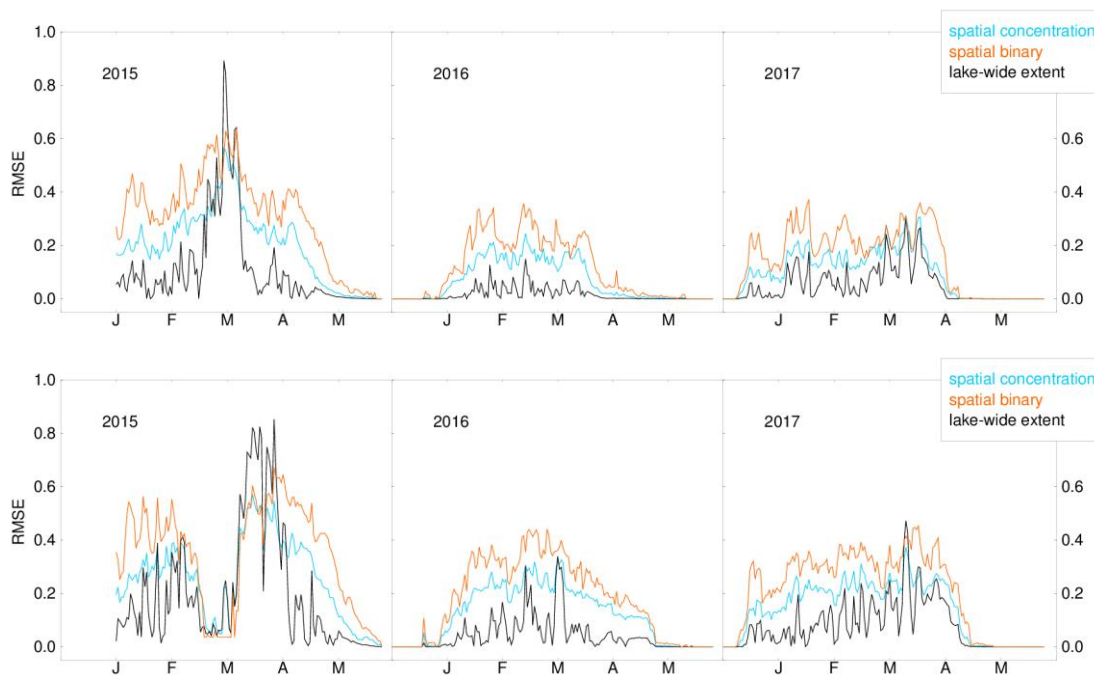 spatial concentration
spatial binary
lake-wide extent
2015
2016
2017
RMSE
1.0
0.8
0.6
0.4
0.2
0.0
0.6
0.4
0.2
0.0
J F M A M
J F M A M
J F M A M
spatial concentration
spatial binary
lake-wide extent
2015
2016
2017
RMSE
1.0
0.8
0.6
0.4
0.2
0.0
0.6
0.4
0.2
0.0
J F M A M
J F M A M
J F M A M